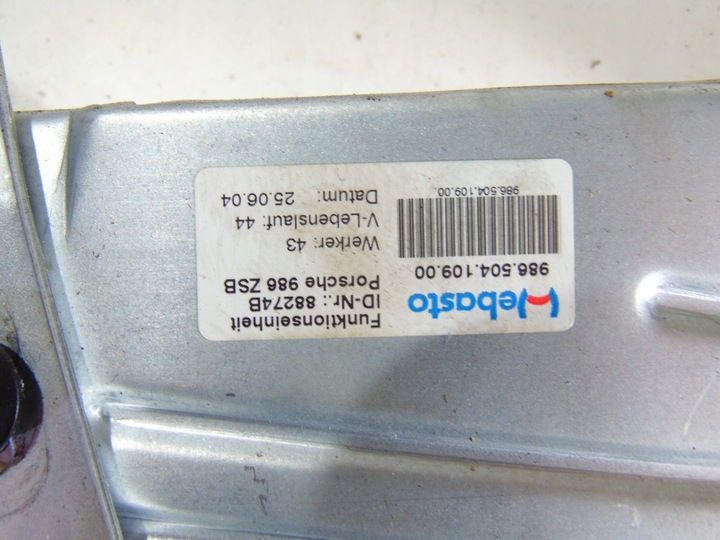 Webasto
986.504.109.00
986.504.109.00
Funktionseinheit
ID-Nr.: 88274B
Porsche 986 ZSB
Werker: 43
V-Lebenslauf: 44
Datum: 25.06.04